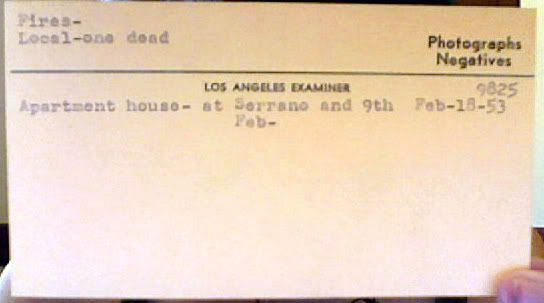 Fires-
Local-one dead
Photographs
Negatives
LOS ANGELES EXAMINER
9825
Apartment house- at Serrano and 9th Feb-18-53
Feb-